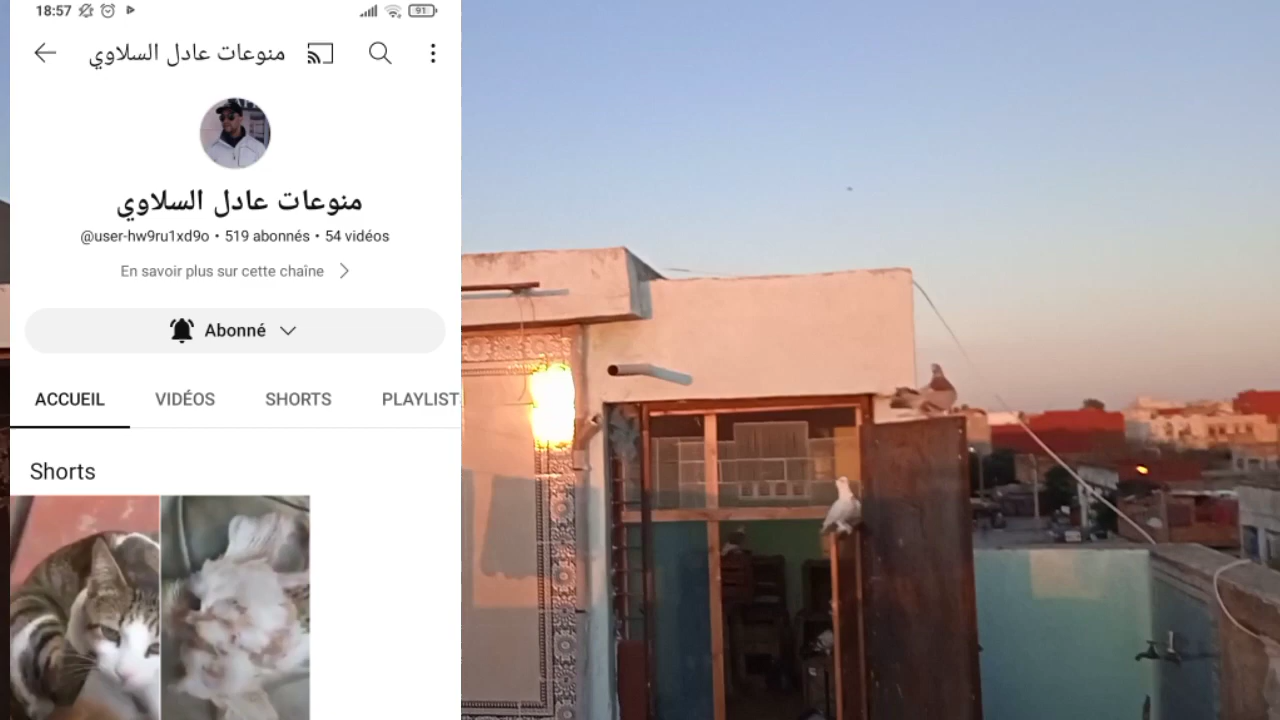 18:57
91
منوعات عادل السلاوي
منوعات عادل السلاوي
@user-hw9ru1xd9o • 519 abonnés • 54 vidéos
En savoir plus sur cette chaîne
Abonné
ACCUEIL VIDÉOS SHORTS PLAYLIST
Shorts